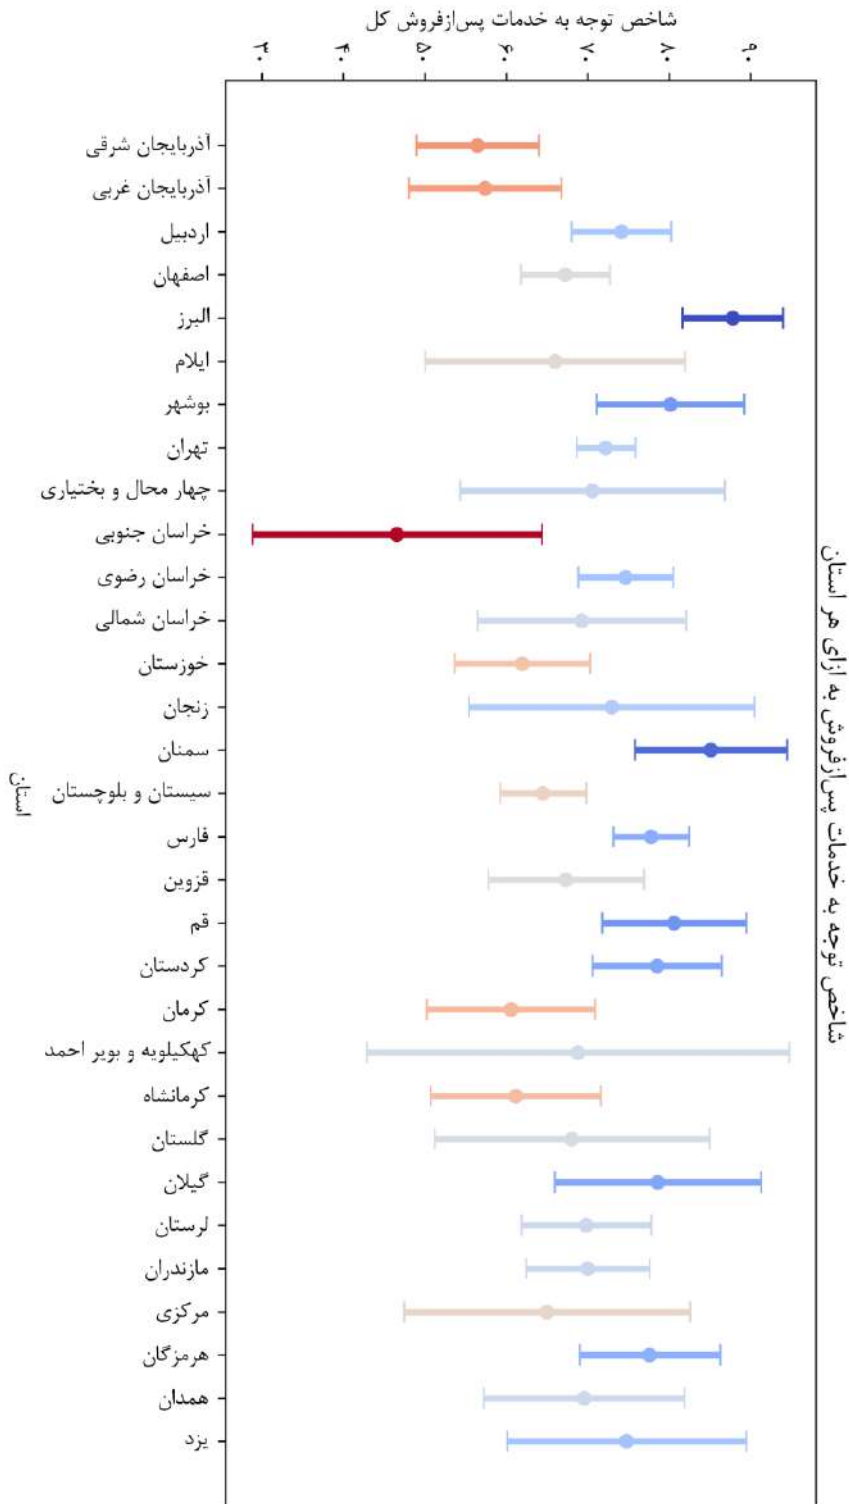 شاخص توجه به خدمات پس‌ازفروش کل
۳۰
۴۰
۵۰
۶۰
۷۰
۸۰
۹۰
آذربایجان شرقی
آذربایجان غربی
اردبیل
اصفهان
البرز
ایلام
بوشهر
تهران
چهار محال و بختیاری
خراسان جنوبی
خراسان رضوی
خراسان شمالی
خوزستان
زنجان
سمنان
سیستان و بلوچستان
فارس
قزوین
قم
کردستان
کرمان
کهکیلویه و بویر احمد
کرمانشاه
گلستان
گیلان
لرستان
مازندران
مرکزی
هرمزگان
همدان
یزد
استان
شاخص توجه به خدمات پس‌ازفروش به ازای هر استان